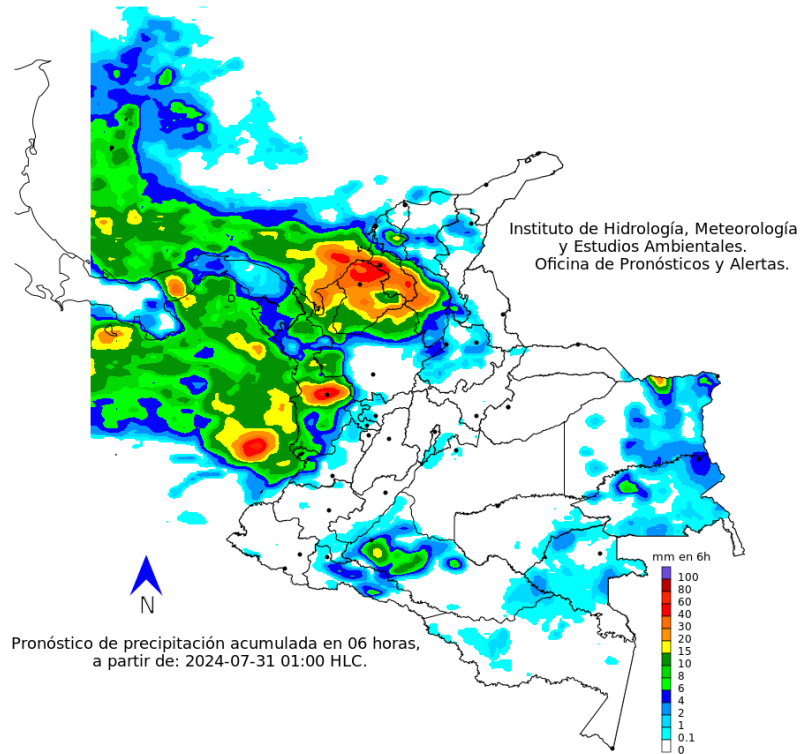 Instituto de Hidrología, Meteorología
y Estudios Ambientales.
Oficina de Pronósticos y Alertas.
mm en 6h
100
80
60
40
30
20
15
10
8
6
4
2
1
0.1
0
N
Pronóstico de precipitación acumulada en 06 horas,
a partir de: 2024-07-31 01:00 HLC.